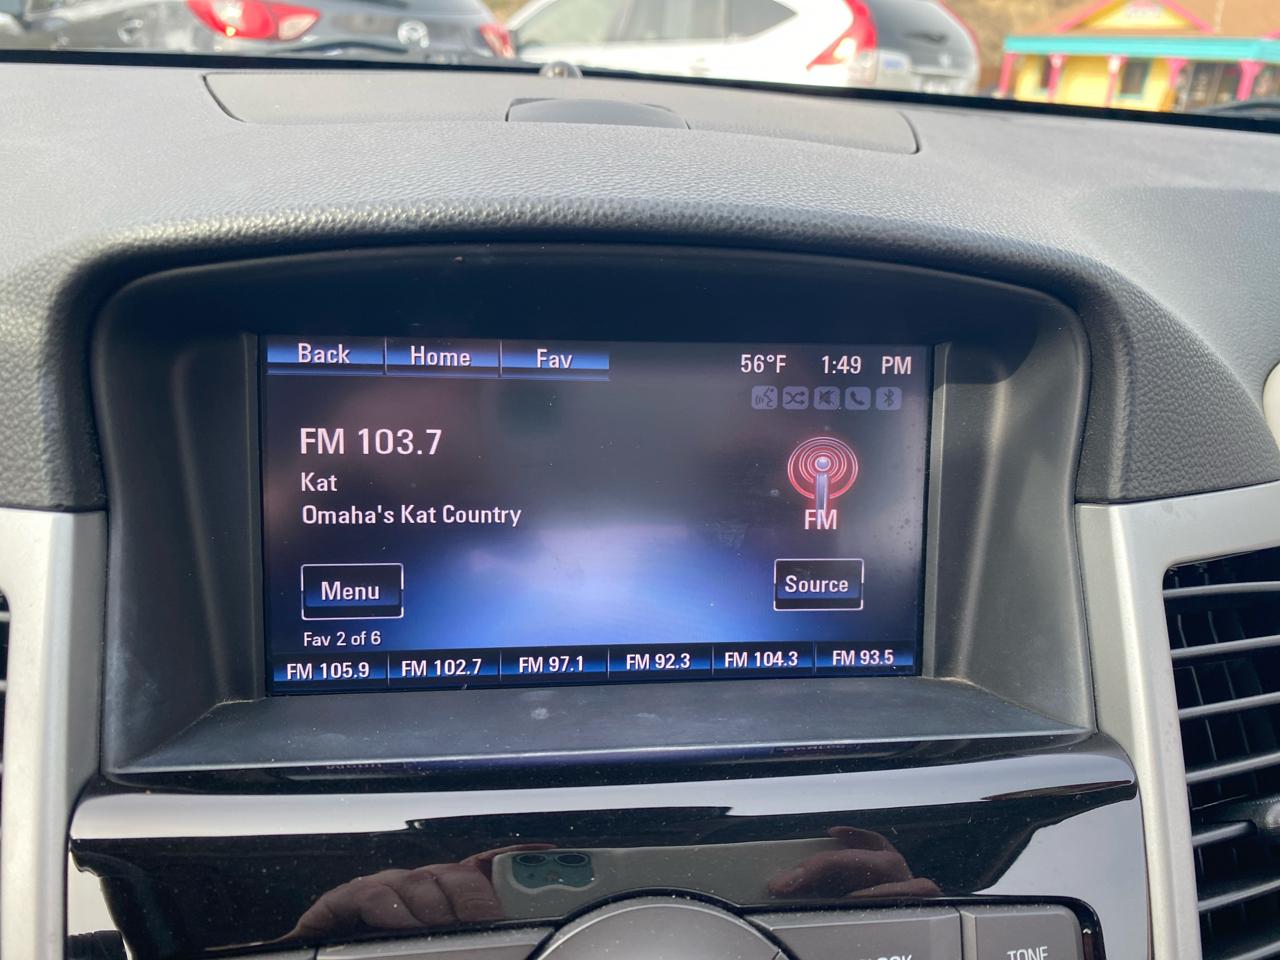 Back Home Fav 56°F 1:49 PM
FM 103.7
Kat
Omaha's Kat Country
FM
Menu Source
Fav 2 of 6
FM 105.9 FM 102.7 FM 97.1 FM 92.3 FM 104.3 FM 93.5
TONE